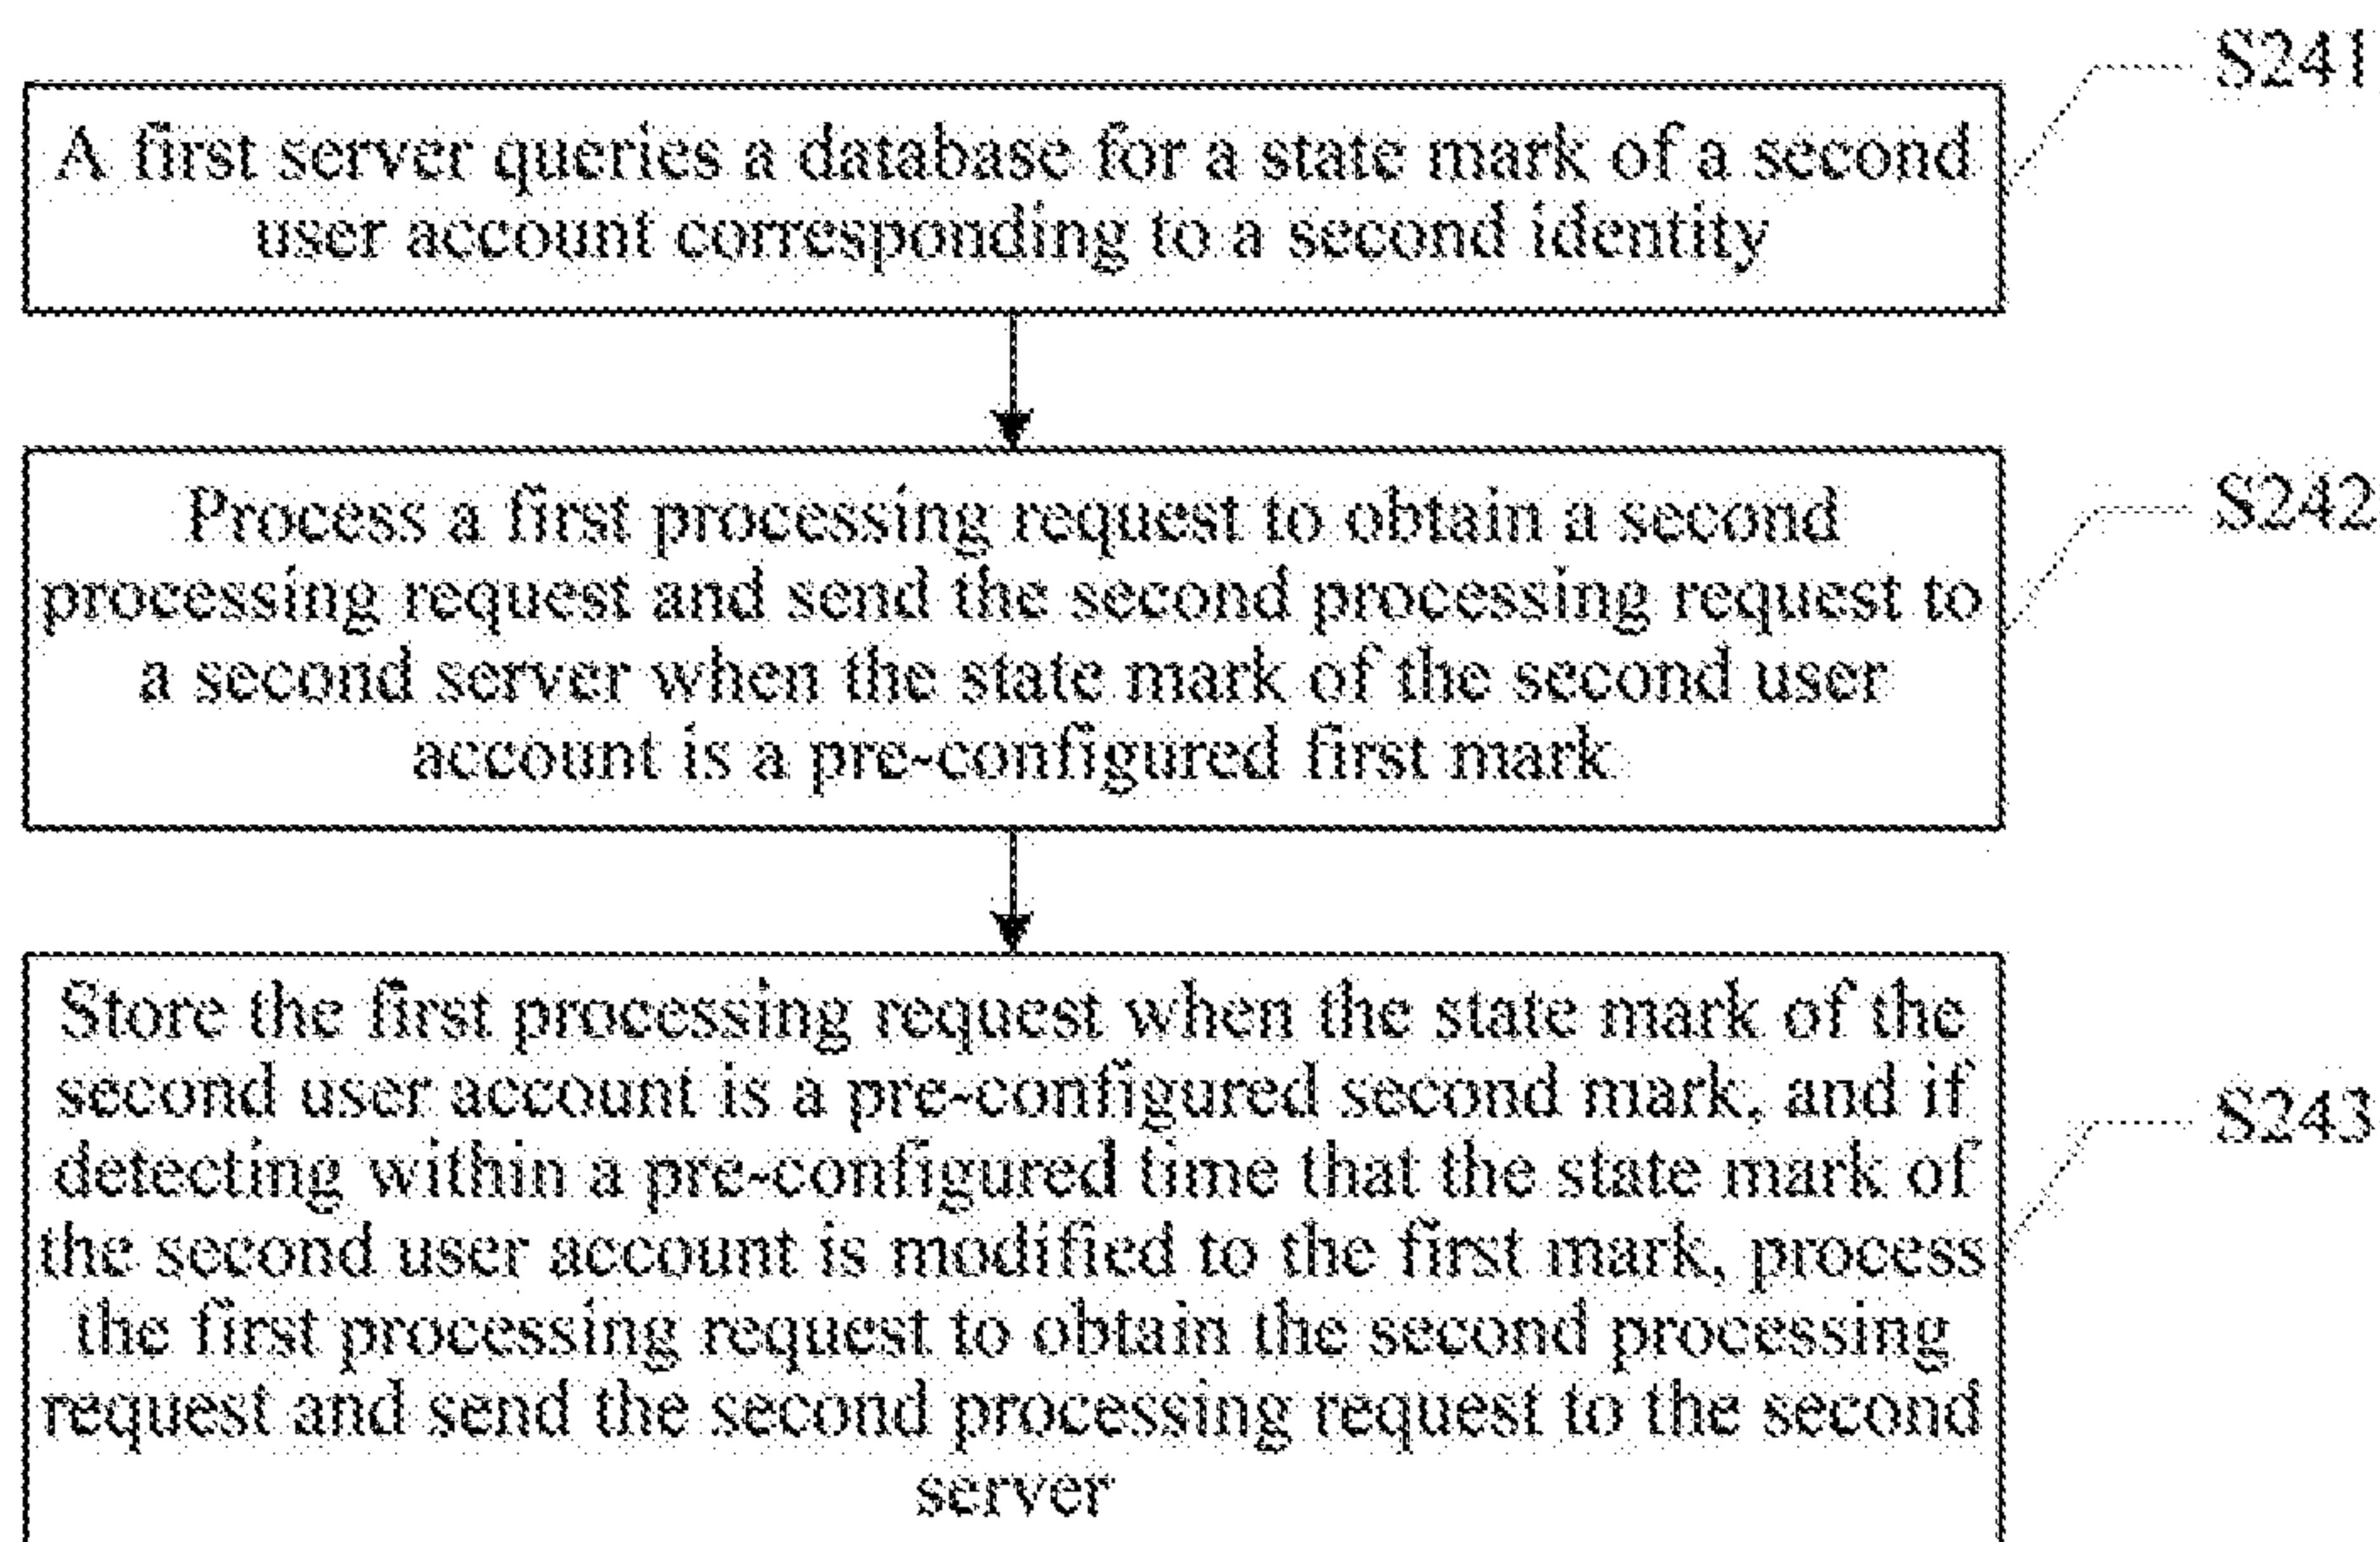 S241
A first server queries a database for a state mark of a second
user account corresponding to a second identity
Process a first processing request to obtain a second
processing request and send the second processing request to
a second server when the state mark of the second user
account is a pre-configured first mark
S242
Store the first processing request when the state mark of the
second user account is a pre-configured second mark, and if
detecting within a pre-configured time that the state mark of
the second user account is modified to the first mark, process
the first processing request to obtain the second processing
request and send the second processing request to the second
server
S243